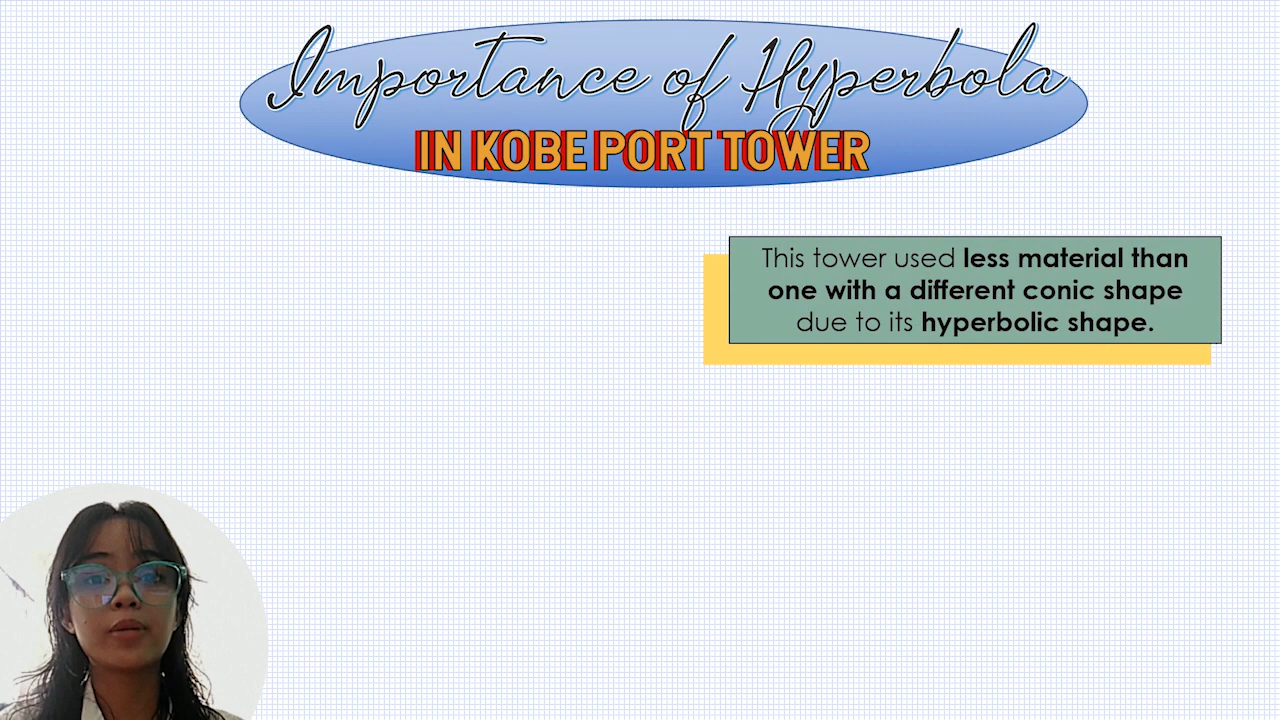 Importance of Hyperbola
IN KOBE PORT TOWER
This tower used less material than
one with a different conic shape
due to its hyperbolic shape.